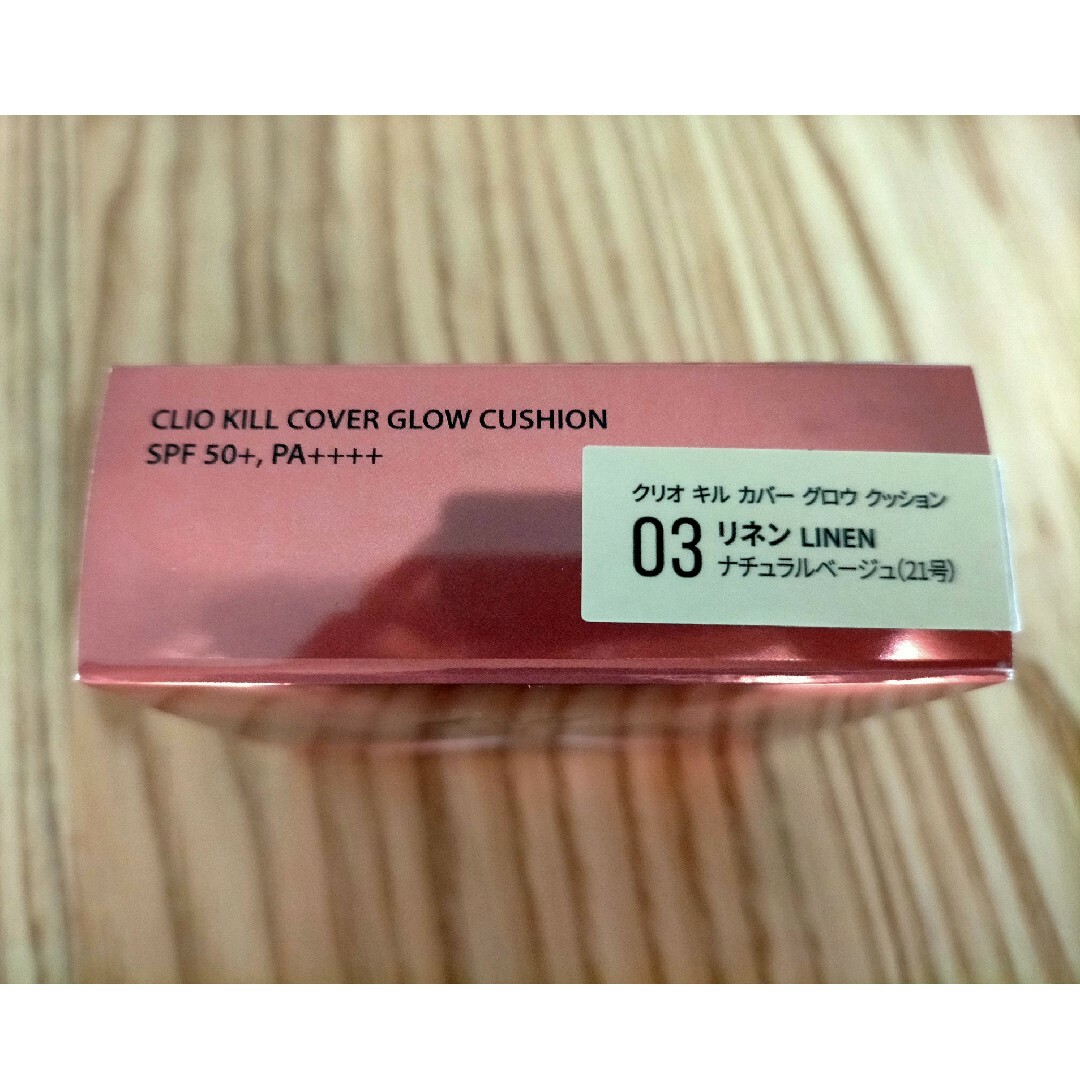 CLIO KILL COVER GLOW CUSHION
SPF 50+, PA++++
クリオ キル カバー グロウ クッション
03 リネン LINEN
ナチュラルベージュ(21号)